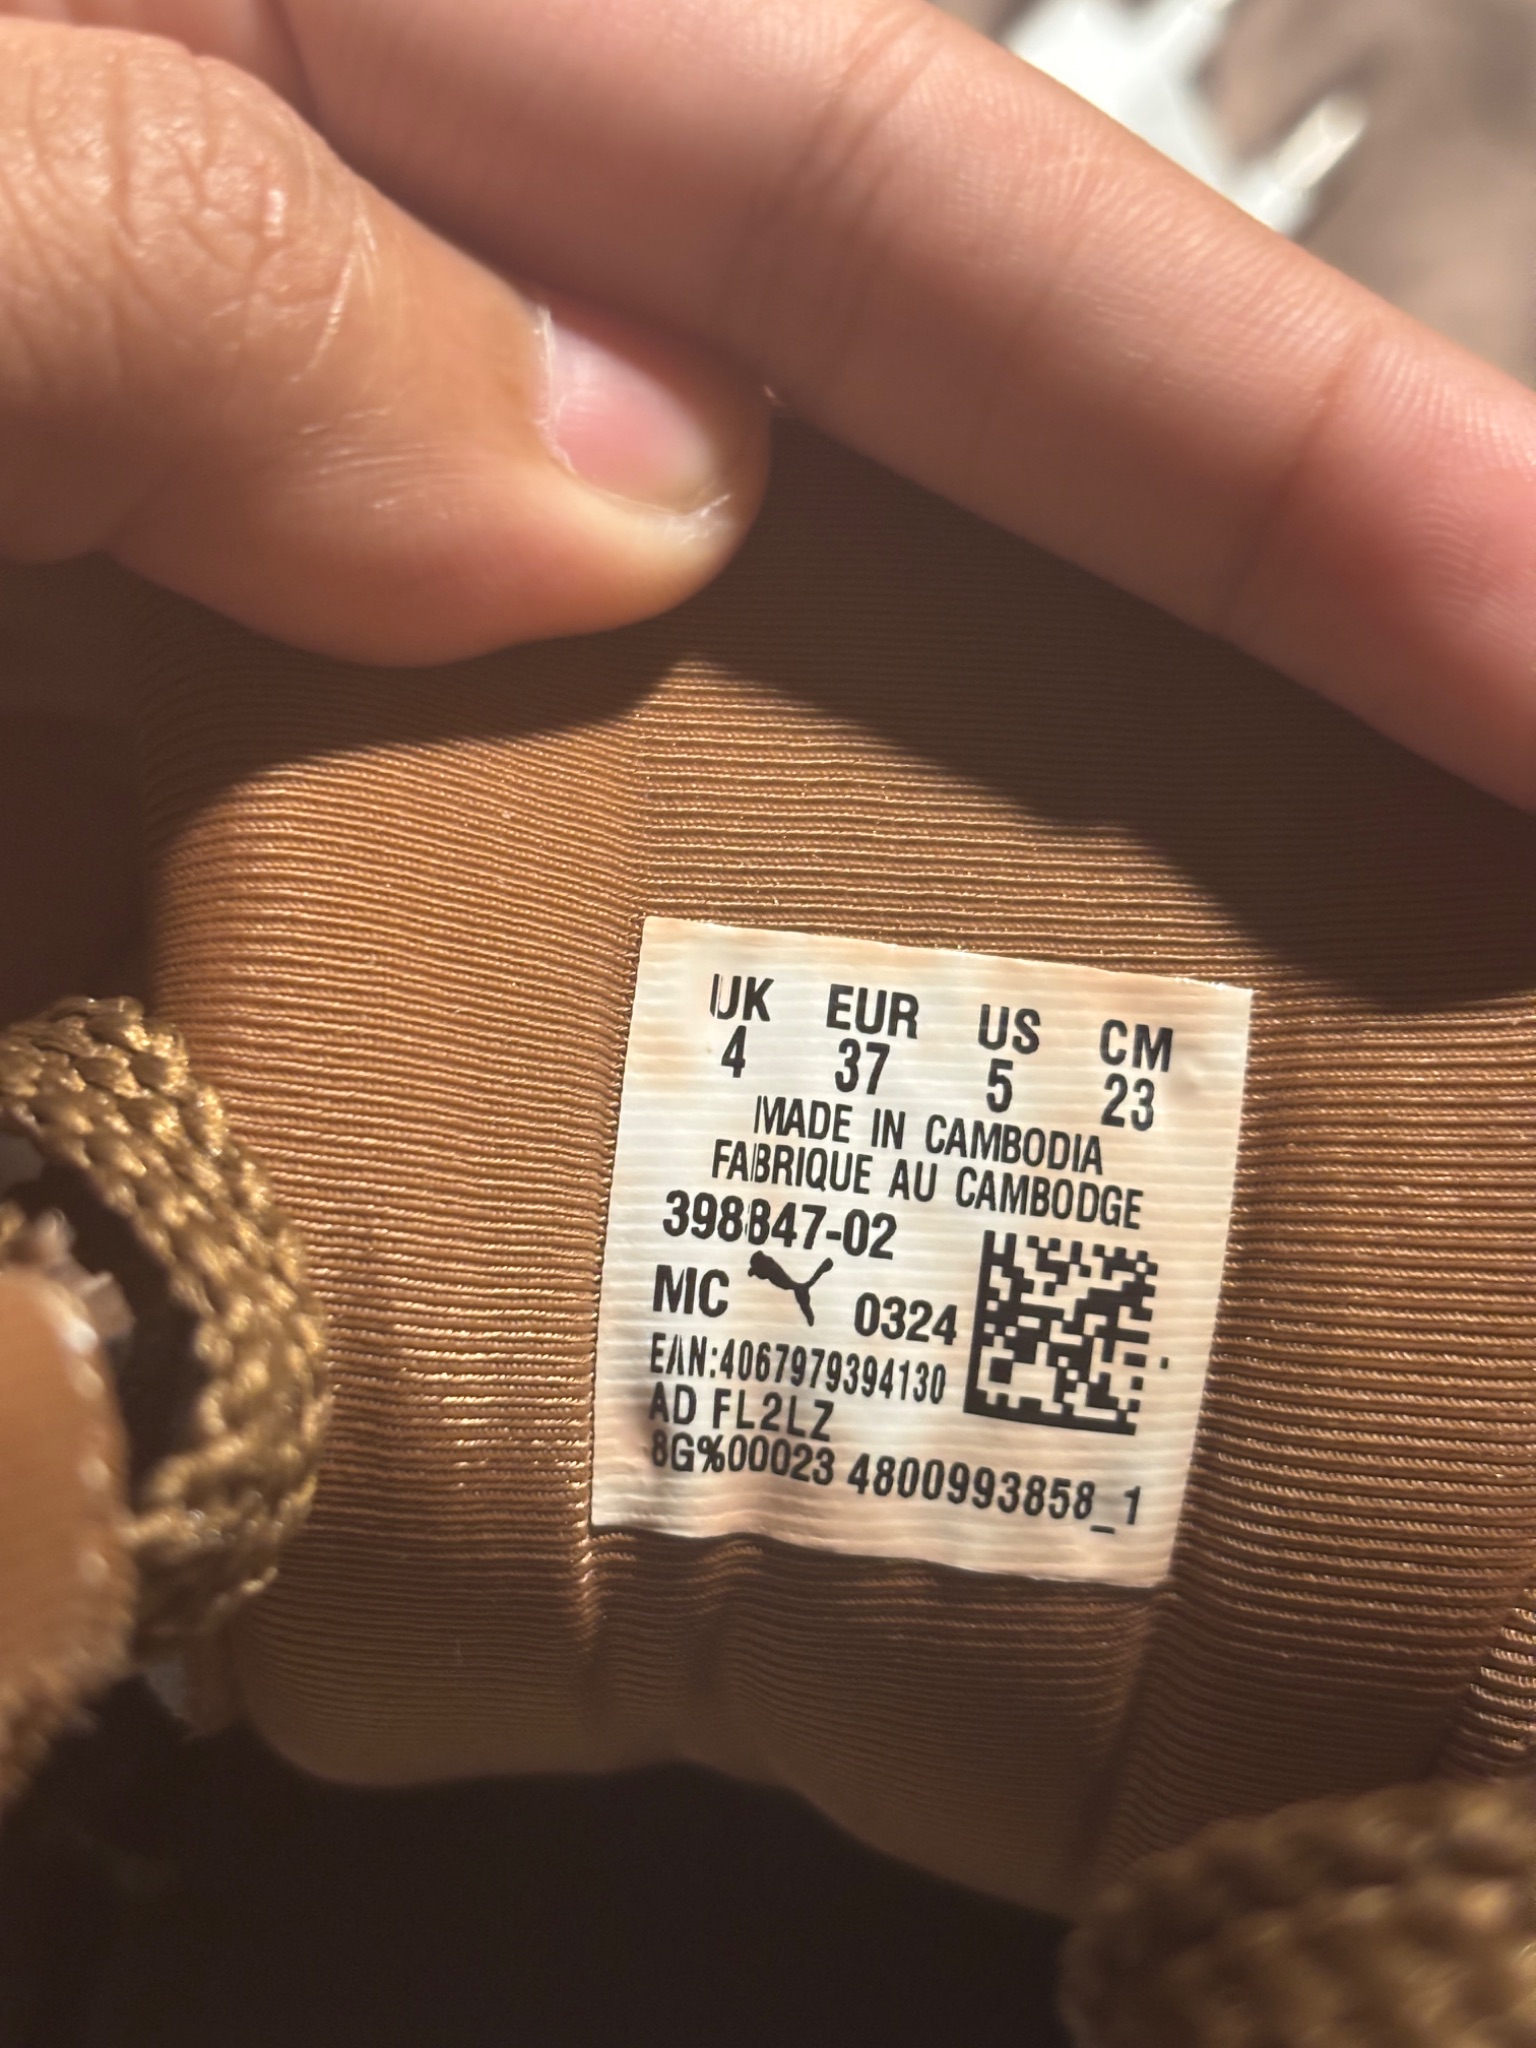 UK EUR US CM
4 37 5 23
MADE IN CAMBODIA
FABRIQUE AU CAMBODGE
398847-02
MC 0324
EAN:4067979394130
AD FL2LZ
8G%00023 4800993858_1